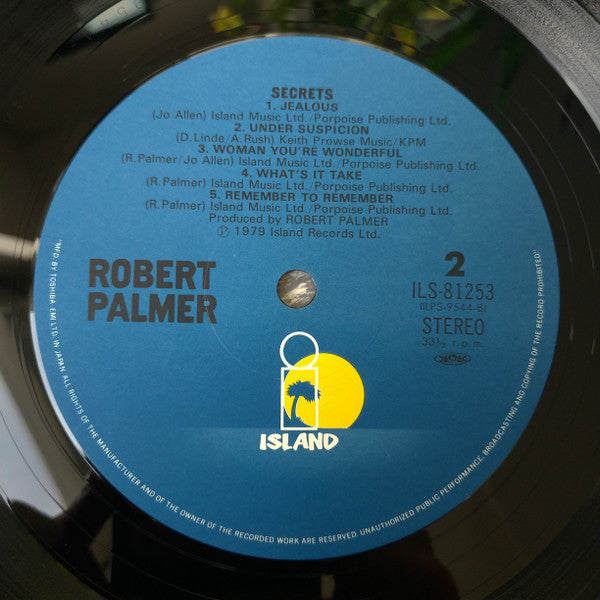 SECRETS
1. JEALOUS
(Jo Allen) Island Music Ltd./Porpoise Publishing Ltd.
2. UNDER SUSPICION
(D. Linde/A. Rush) Keith Prowse Music/KPM
3. WOMAN YOU'RE WONDERFUL
(R. Palmer/Jo Allen) Island Music Ltd./Porpoise Publishing Ltd.
4. WHAT'S IT TAKE
(R. Palmer) Island Music Ltd./Porpoise Publishing Ltd.
5. REMEMBER TO REMEMBER
(R. Palmer) Island Music Ltd./Porpoise Publishing Ltd.
Produced by ROBERT PALMER
℗ 1979 Island Records Ltd.
ROBERT
PALMER
2
ILS-81253
(ILPS-9544-B)
STEREO
33⅓ r.p.m.
JASRAC
ISLAND
"MFD. BY TOSHIBA EMI LTD. IN JAPAN. ALL RIGHTS OF THE MANUFACTURER AND OF THE OWNER OF THE RECORDED WORK ARE RESERVED. UNAUTHORIZED PUBLIC PERFORMANCE, BROADCASTING AND COPYING OF THE RECORD PROHIBITED."